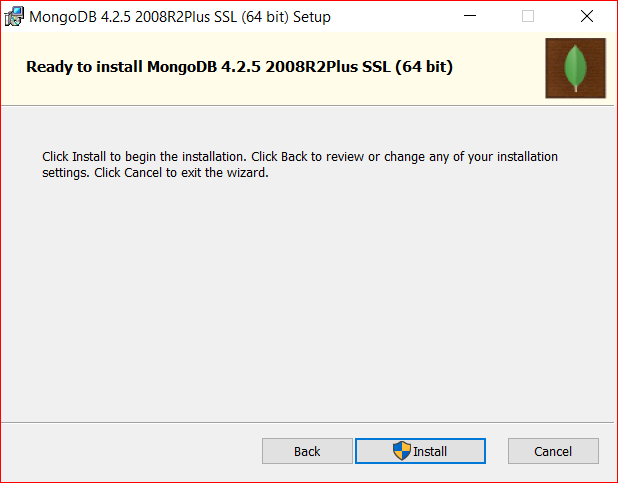 MongoDB 4.2.5 2008R2Plus SSL (64 bit) Setup
Ready to install MongoDB 4.2.5 2008R2Plus SSL (64 bit)
Click Install to begin the installation. Click Back to review or change any of your installation
settings. Click Cancel to exit the wizard.
Back
Install
Cancel